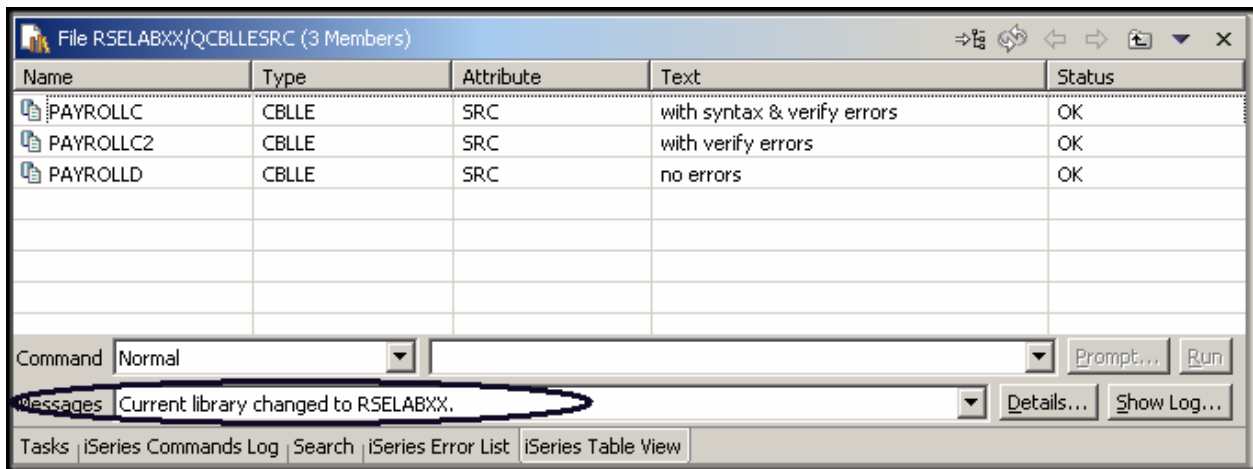 File RSELABXX/QCBLLESRC (3 Members)
Name Type Attribute Text Status
PAYROLLC CBLLE SRC with syntax & verify errors OK
PAYROLLC2 CBLLE SRC with verify errors OK
PAYROLLD CBLLE SRC no errors OK
Command Normal Prompt... Run
Messages Current library changed to RSELABXX. Details... Show Log...
Tasks iSeries Commands Log Search iSeries Error List iSeries Table View